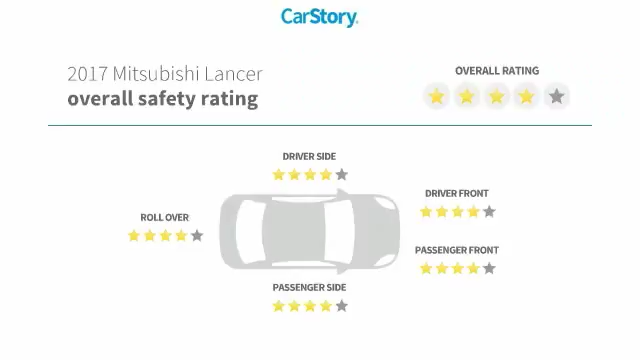 CarStory.
2017 Mitsubishi Lancer
overall safety rating
OVERALL RATING
DRIVER SIDE
DRIVER FRONT
ROLL OVER
PASSENGER FRONT
PASSENGER SIDE